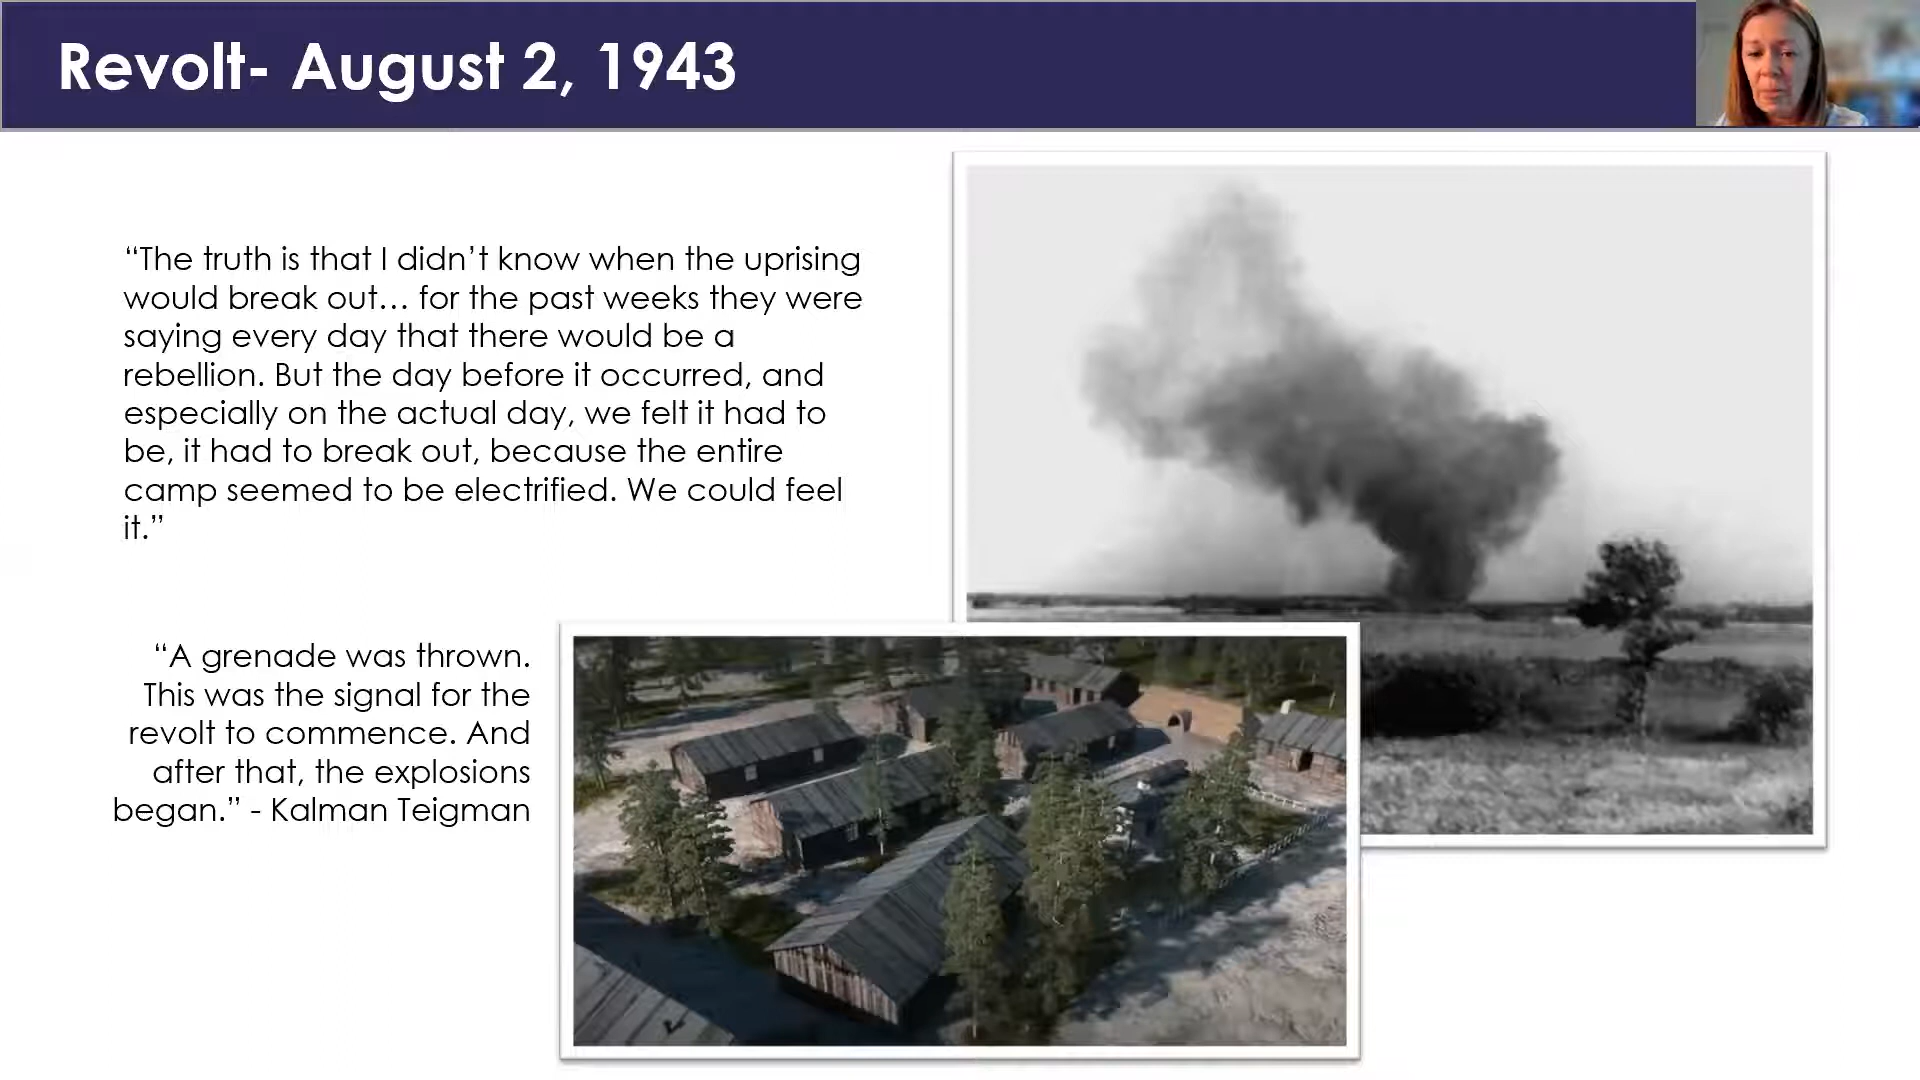 Revolt- August 2, 1943
“The truth is that I didn’t know when the uprising
would break out… for the past weeks they were
saying every day that there would be a
rebellion. But the day before it occurred, and
especially on the actual day, we felt it had to
be, it had to break out, because the entire
camp seemed to be electrified. We could feel
it.”
“A grenade was thrown.
This was the signal for the
revolt to commence. And
after that, the explosions
began.” - Kalman Teigman